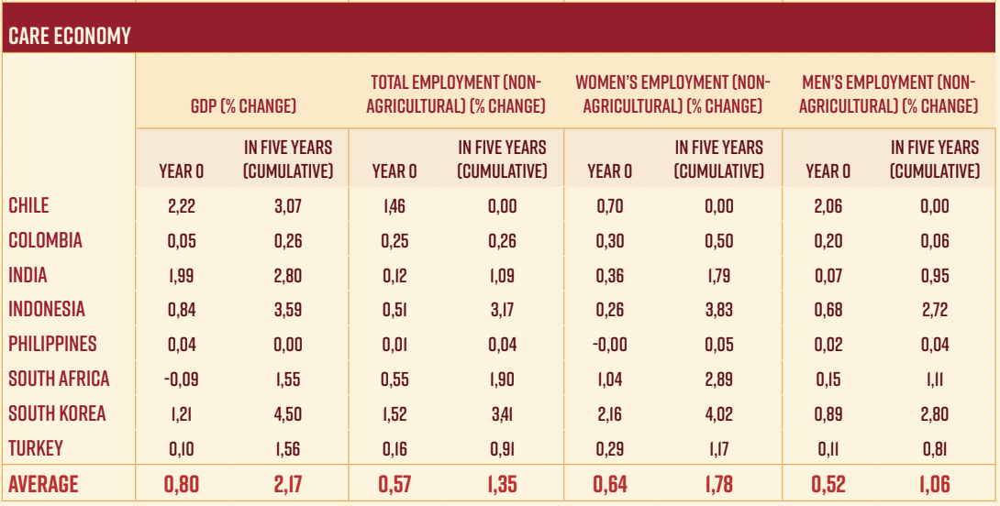 CARE ECONOMY
GDP (% CHANGE)
TOTAL EMPLOYMENT (NON-
AGRICULTURAL) (% CHANGE)
WOMEN'S EMPLOYMENT (NON-
AGRICULTURAL) (% CHANGE)
MEN'S EMPLOYMENT (NON-
AGRICULTURAL) (% CHANGE)
YEAR 0
IN FIVE YEARS
(CUMULATIVE)
YEAR 0
IN FIVE YEARS
(CUMULATIVE)
YEAR 0
IN FIVE YEARS
(CUMULATIVE)
YEAR 0
IN FIVE YEARS
(CUMULATIVE)
CHILE 2,22 3,07 1,46 0,00 0,70 0,00 2,06 0,00
COLOMBIA 0,05 0,26 0,25 0,26 0,30 0,50 0,20 0,06
INDIA 1,99 2,80 0,12 1,09 0,36 1,79 0,07 0,95
INDONESIA 0,84 3,59 0,51 3,17 0,26 3,83 0,68 2,72
PHILIPPINES 0,04 0,00 0,01 0,04 -0,00 0,05 0,02 0,04
SOUTH AFRICA -0,09 1,55 0,55 1,90 1,04 2,89 0,15 1,11
SOUTH KOREA 1,21 4,50 1,52 3,41 2,16 4,02 0,89 2,80
TURKEY 0,10 1,56 0,16 0,91 0,29 1,17 0,11 0,81
AVERAGE 0,80 2,17 0,57 1,35 0,64 1,78 0,52 1,06